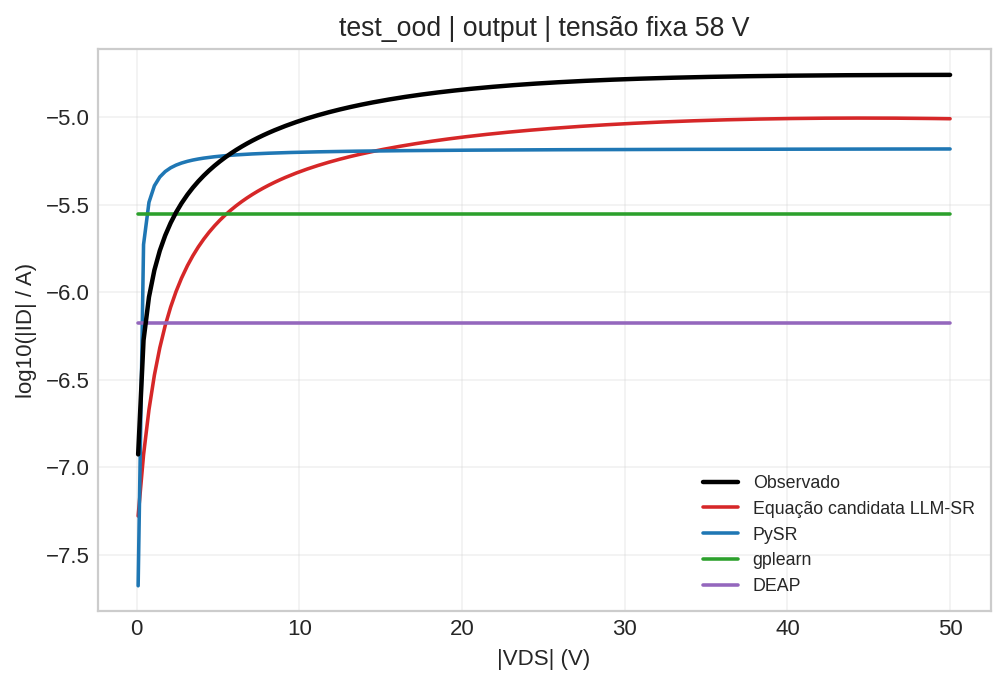 test_ood | output | tensão fixa 58 V
log10(|ID| / A)
−5.0
−5.5
−6.0
−6.5
−7.0
−7.5
Observado
Equação candidata LLM-SR
PySR
gplearn
DEAP
0 10 20 30 40 50
|VDS| (V)